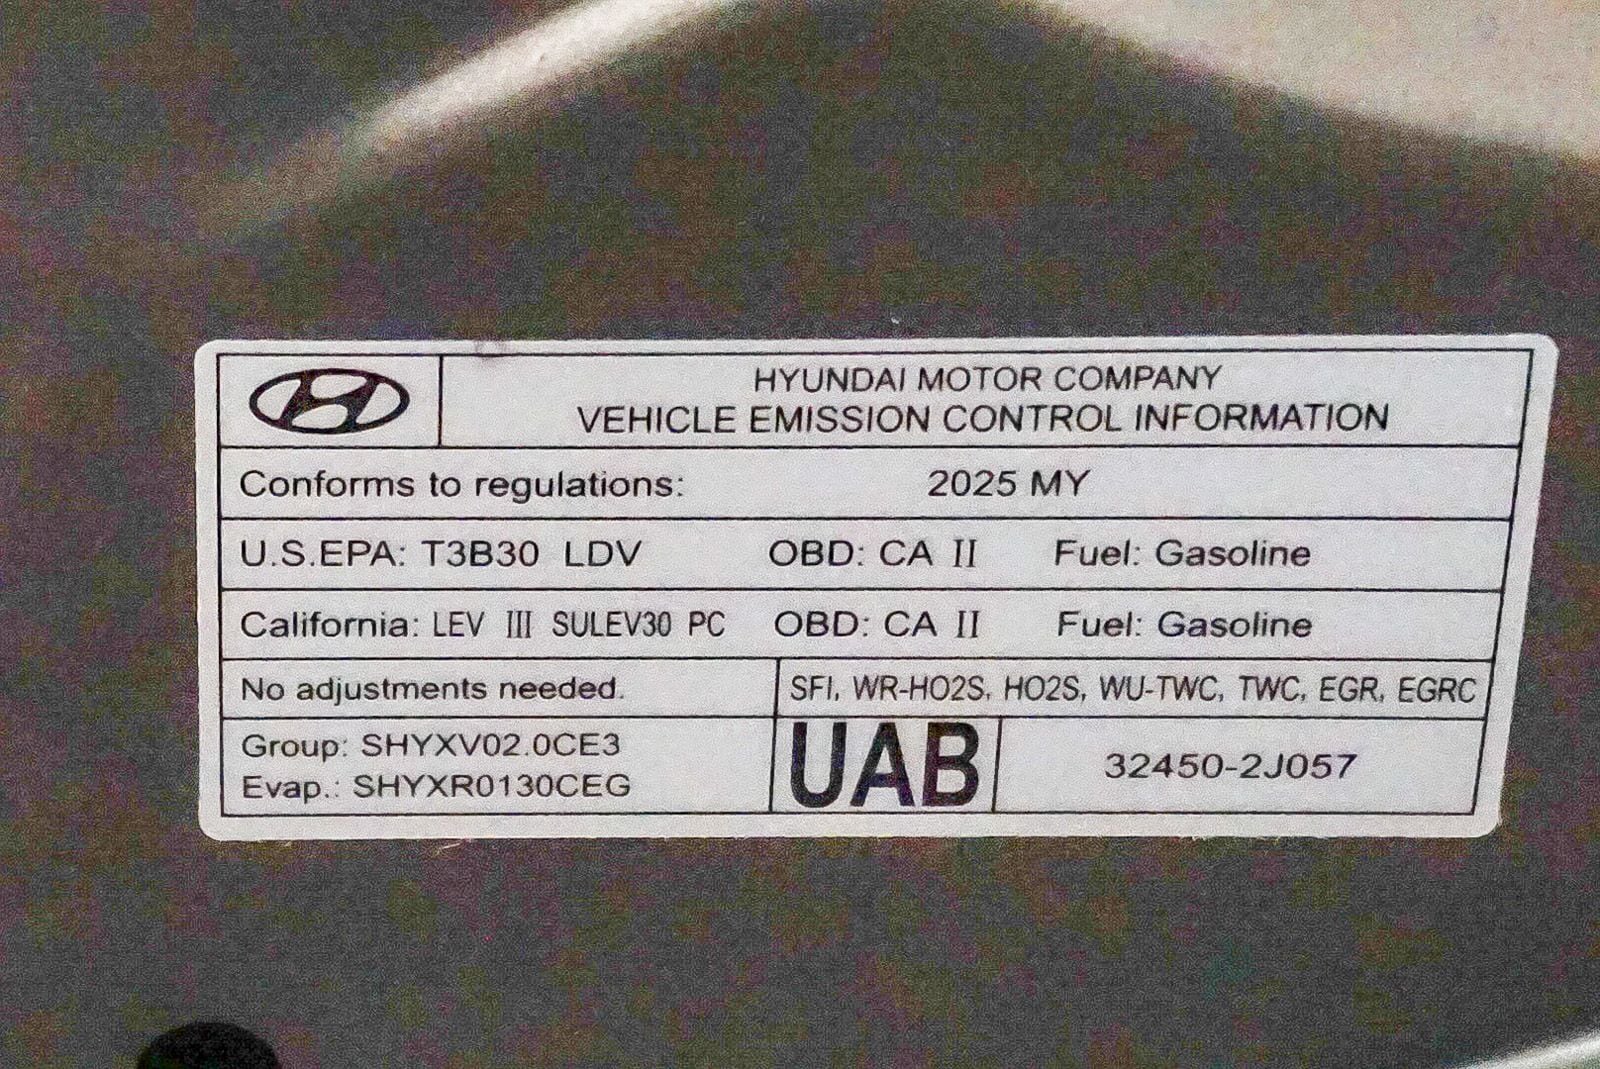 HYUNDAI MOTOR COMPANY
VEHICLE EMISSION CONTROL INFORMATION
Conforms to regulations: 2025 MY
U.S.EPA: T3B30 LDV OBD: CA II Fuel: Gasoline
California: LEV III SULEV30 PC OBD: CA II Fuel: Gasoline
No adjustments needed. SFI, WR-HO2S, HO2S, WU-TWC, TWC, EGR, EGRC
Group: SHYXV02.0CE3
Evap.: SHYXR0130CEG
UAB
32450-2J057